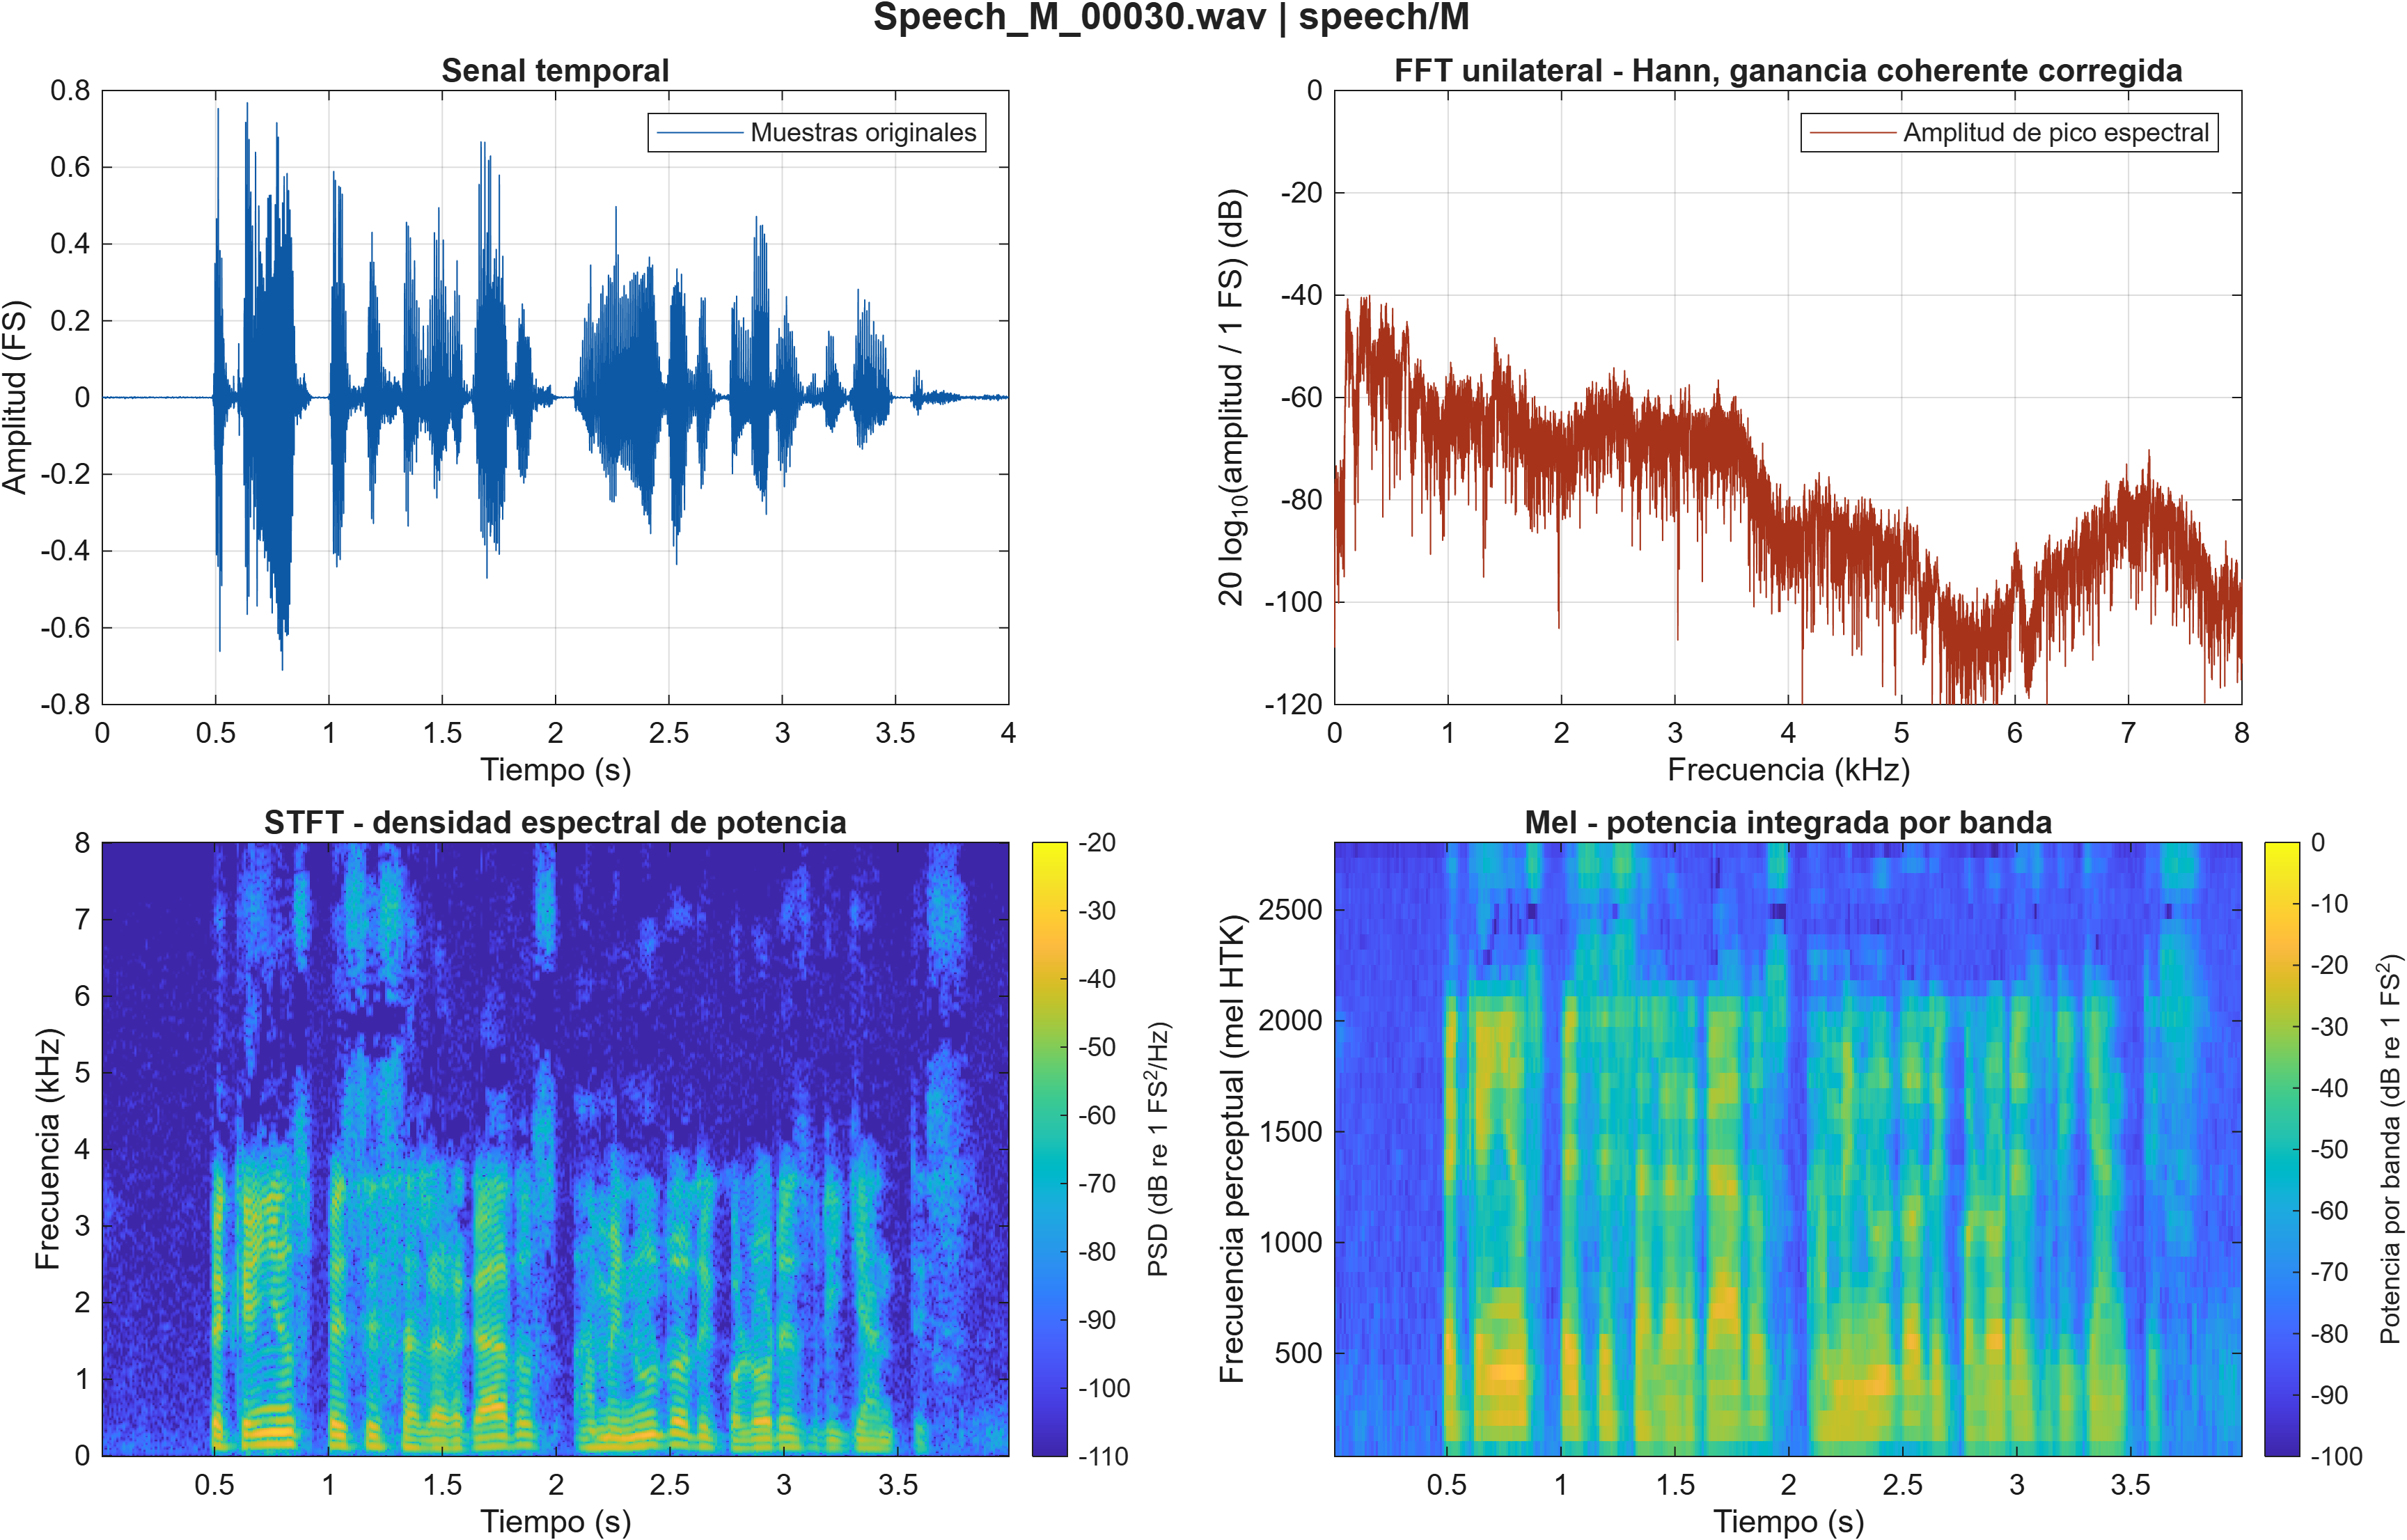 Speech_M_00030.wav | speech/M
Senal temporal
Muestras originales
Amplitud (FS)
0.8
0.6
0.4
0.2
0
-0.2
-0.4
-0.6
-0.8
0 0.5 1 1.5 2 2.5 3 3.5 4
Tiempo (s)
FFT unilateral - Hann, ganancia coherente corregida
Amplitud de pico espectral
20 log10(amplitud / 1 FS) (dB)
0
-20
-40
-60
-80
-100
-120
0 1 2 3 4 5 6 7 8
Frecuencia (kHz)
STFT - densidad espectral de potencia
Frecuencia (kHz)
8
7
6
5
4
3
2
1
0
0.5 1 1.5 2 2.5 3 3.5
Tiempo (s)
-20
-30
-40
-50
-60
-70
-80
-90
-100
-110
PSD (dB re 1 FS2/Hz)
Mel - potencia integrada por banda
Frecuencia perceptual (mel HTK)
2500
2000
1500
1000
500
0.5 1 1.5 2 2.5 3 3.5
Tiempo (s)
0
-10
-20
-30
-40
-50
-60
-70
-80
-90
-100
Potencia por banda (dB re 1 FS2)